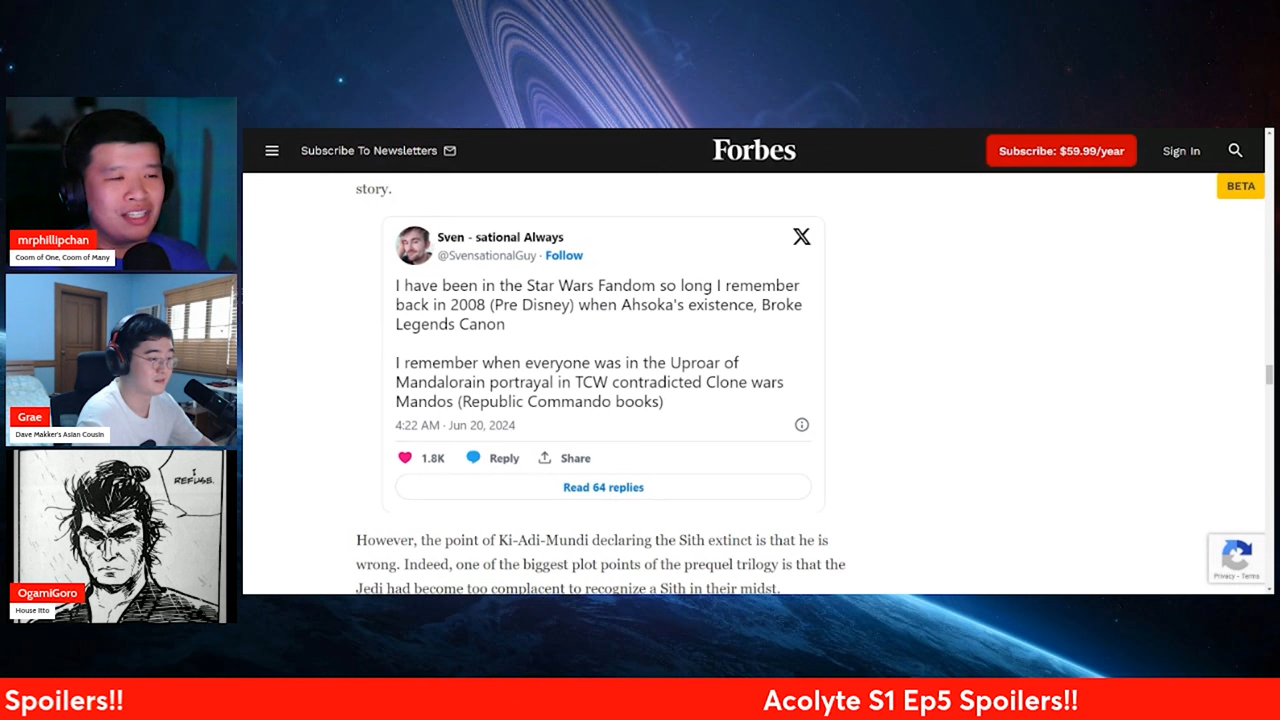 mrphillipchan
Coom of One, Coom of Many
Grae
Dave Makker's Asian Cousin
I
REFUSE.
OgamiGoro
House Itto
Subscribe To Newsletters
Forbes
Subscribe: $59.99/year
Sign In
BETA
story.
Sven - sational Always
@SvensationalGuy · Follow
I have been in the Star Wars Fandom so long I remember
back in 2008 (Pre Disney) when Ahsoka's existence, Broke
Legends Canon
I remember when everyone was in the Uproar of
Mandalorain portrayal in TCW contradicted Clone wars
Mandos (Republic Commando books)
4:22 AM · Jun 20, 2024
1.8K Reply Share
Read 64 replies
However, the point of Ki-Adi-Mundi declaring the Sith extinct is that he is
wrong. Indeed, one of the biggest plot points of the prequel trilogy is that the
Jedi had become too complacent to recognize a Sith in their midst.
Privacy - Terms
Spoilers!! Acolyte S1 Ep5 Spoilers!!